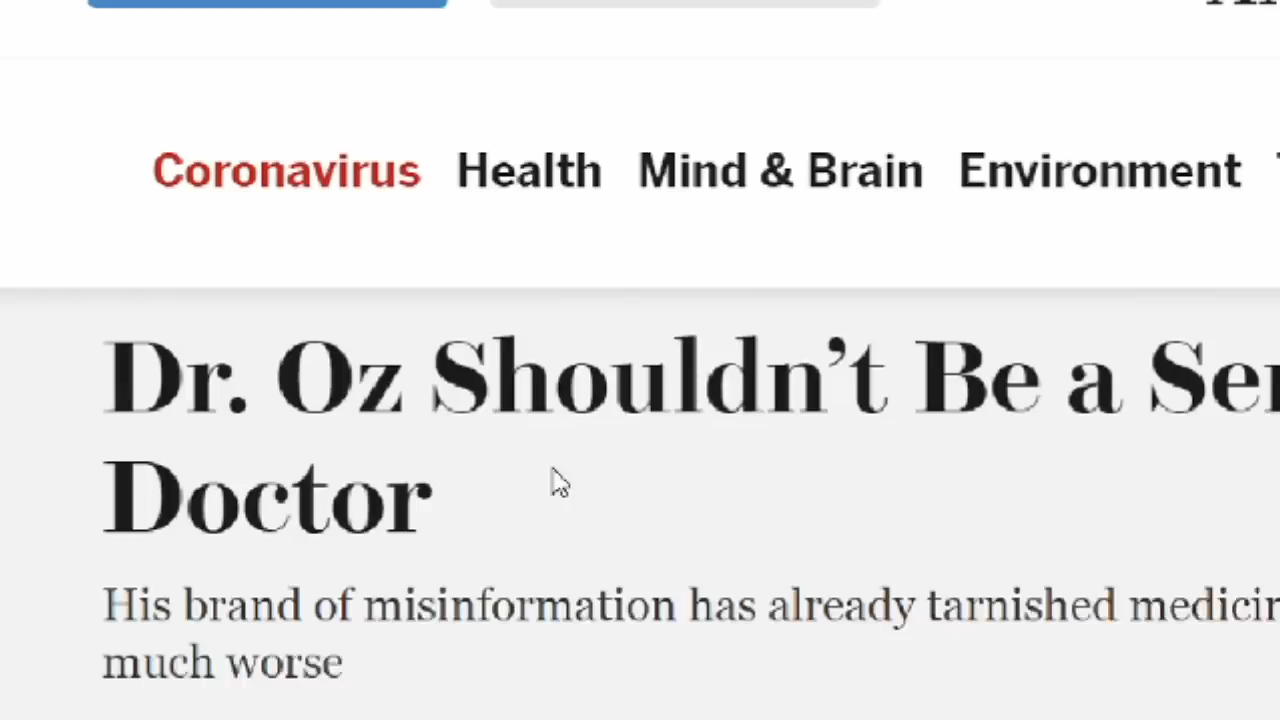 Coronavirus Health Mind & Brain Environment
Dr. Oz Shouldn’t Be a
Doctor
His brand of misinformation has already tarnished
much worse